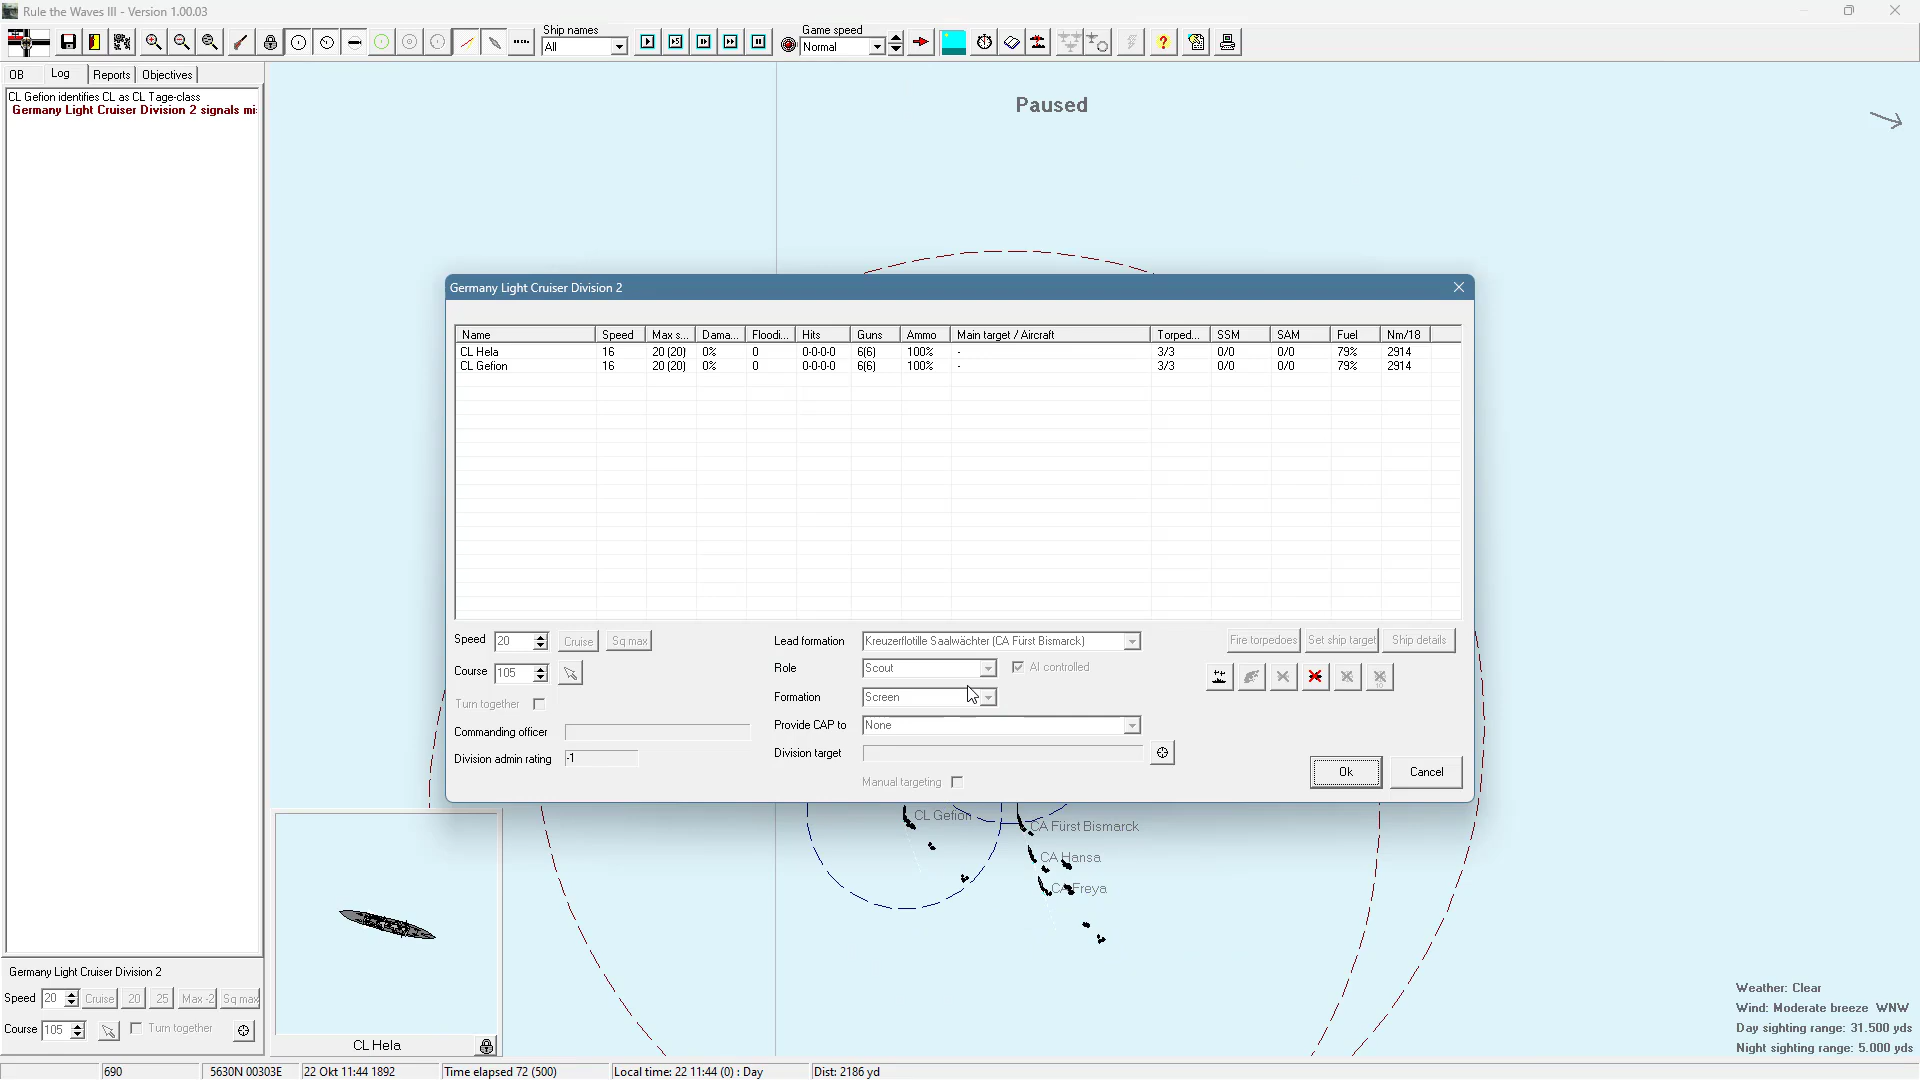 Rule the Waves III - Version 1.00.03
Ship names
All
Game speed
Normal
OB Log Reports Objectives
CL Gefion identifies CL as CL Tage-class
Germany Light Cruiser Division 2 signals mi
Paused
Germany Light Cruiser Division 2
Name Speed Max s... Dama... Floodi... Hits Guns Ammo Main target / Aircraft Torped... SSM SAM Fuel Nm/18
CL Hela 16 20 (20) 0% 0 0-0-0-0 6(6) 100% - 3/3 0/0 0/0 79% 2914
CL Gefion 16 20 (20) 0% 0 0-0-0-0 6(6) 100% - 3/3 0/0 0/0 79% 2914
Speed 20 Cruise Sq max
Lead formation Kreuzerflotille Saalwächter (CA Fürst Bismarck)
Fire torpedoes Set ship target Ship details
Course 105
Role Scout AI controlled
Turn together
Formation Screen
Commanding officer
Provide CAP to None
Division admin rating -1
Division target
Manual targeting
Ok Cancel
CL Gefion
CA Fürst Bismarck
CA Hansa
CA Freya
Germany Light Cruiser Division 2
Speed 20 Cruise 20 25 Max -2 Sq max
Course 105 Turn together
CL Hela
Weather: Clear
Wind: Moderate breeze WNW
Day sighting range: 31.500 yds
Night sighting range: 5.000 yds
690 5630N 00303E 22 Okt 11:44 1892 Time elapsed 72 (500) Local time: 22 11:44 (0) : Day Dist: 2186 yd